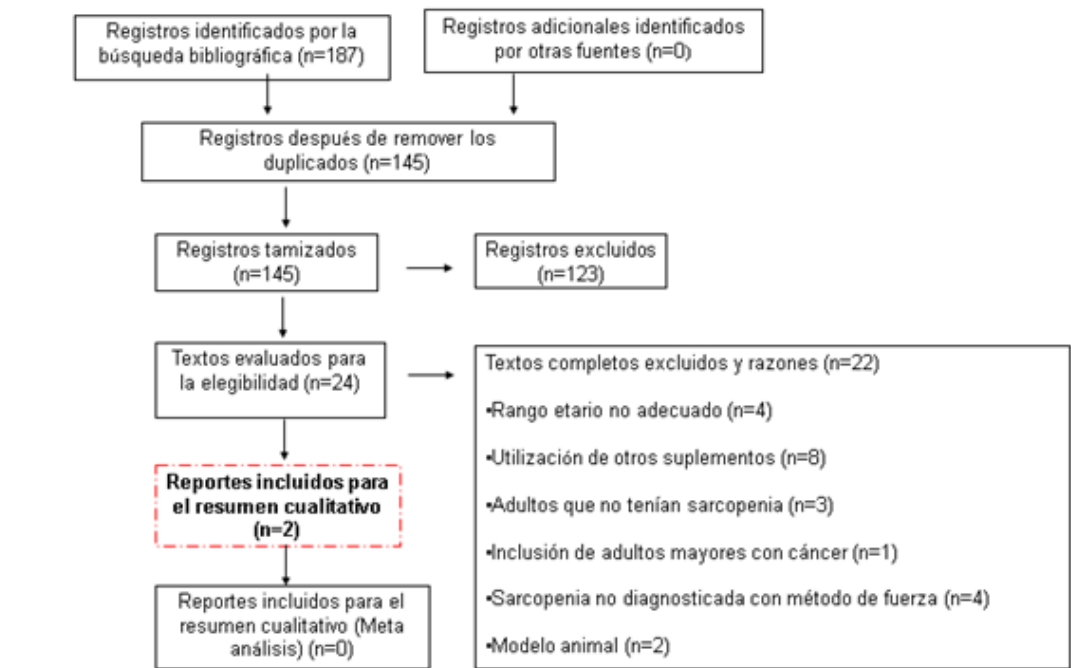 Registros identificados por la
búsqueda bibliográfica (n=187)
Registros adicionales identificados
por otras fuentes (n=0)
Registros después de remover los
duplicados (n=145)
Registros tamizados
(n=145)
Registros excluidos
(n=123)
Textos evaluados para
la elegibilidad (n=24)
Textos completos excluidos y razones (n=22)
•Rango etario no adecuado (n=4)
•Utilización de otros suplementos (n=8)
•Adultos que no tenían sarcopenia (n=3)
•Inclusión de adultos mayores con cáncer (n=1)
•Sarcopenia no diagnosticada con método de fuerza (n=4)
•Modelo animal (n=2)
Reportes incluidos para
el resumen cualitativo
(n=2)
Reportes incluidos para el
resumen cualitativo (Meta
análisis) (n=0)